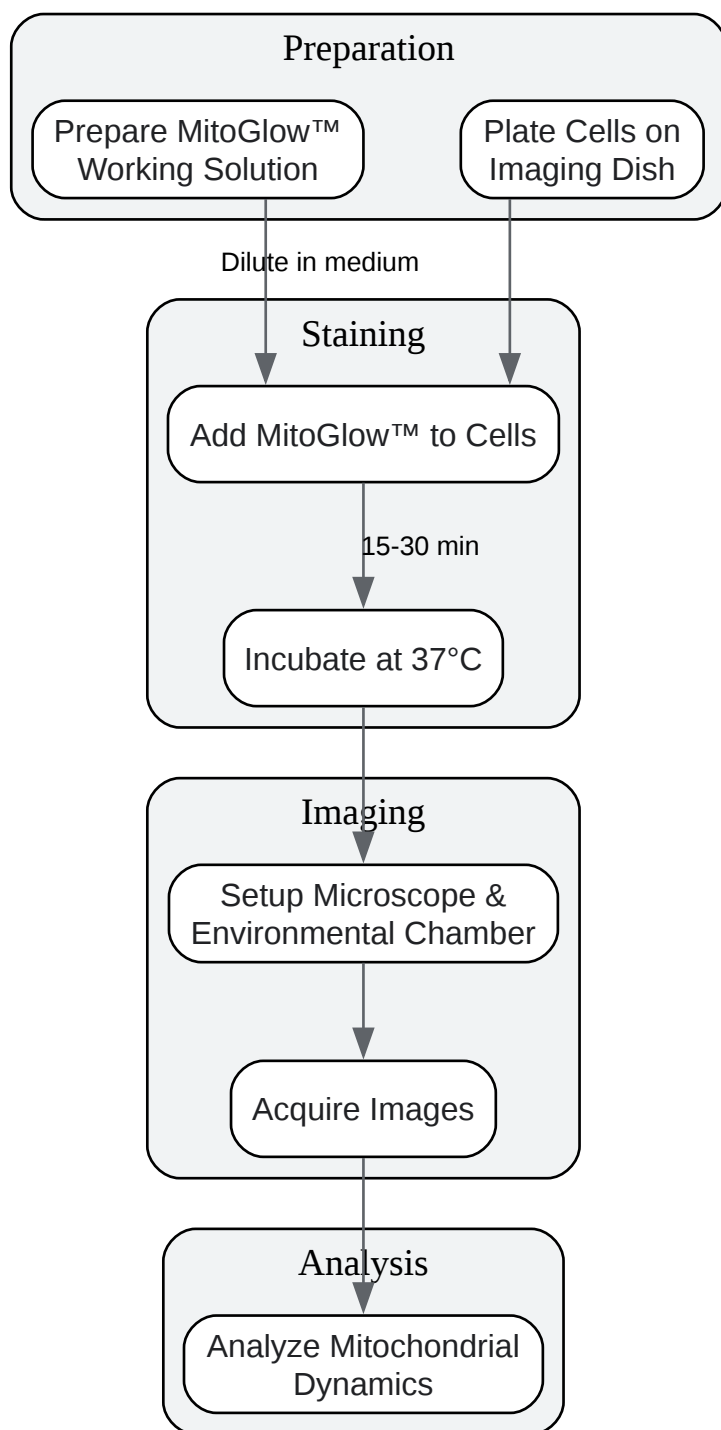 Preparation
Prepare MitoGlow™
Working Solution
Plate Cells on
Imaging Dish
Dilute in medium
Staining
Add MitoGlow™ to Cells
15-30 min
Incubate at 37°C
Imaging
Setup Microscope &
Environmental Chamber
Acquire Images
Analysis
Analyze Mitochondrial
Dynamics